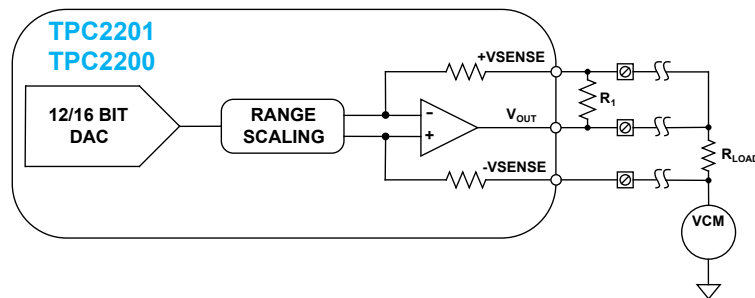 TPC2201
TPC2200
12/16 BIT
DAC
RANGE
SCALING
-
+
+VSENSE
VOUT
-VSENSE
R1
RLOAD
VCM